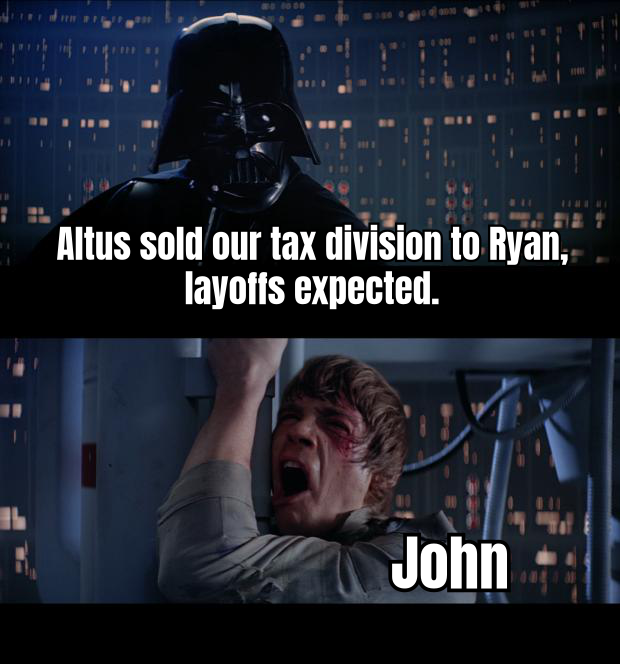 Altus sold our tax division to Ryan,
layoffs expected.
John